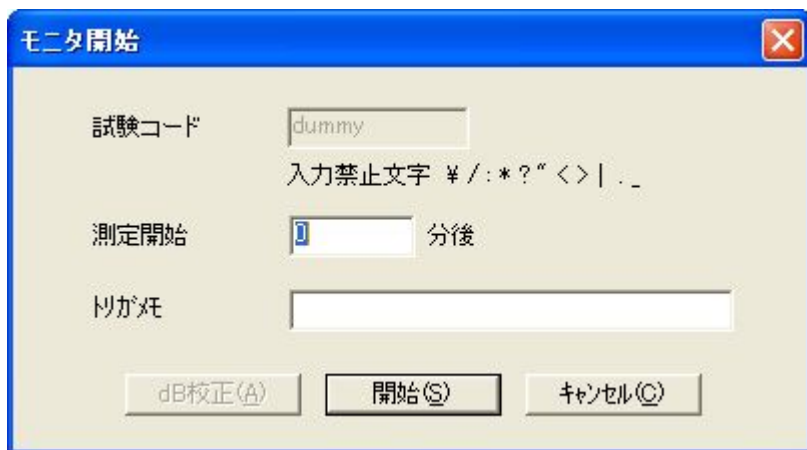 モニタ開始
試験コード dummy
入力禁止文字 ¥ / : * ? " < > | . _
測定開始 0 分後
ﾄﾘｶﾞﾒﾓ
dB校正(A) 開始(S) ｷｬﾝｾﾙ(C)